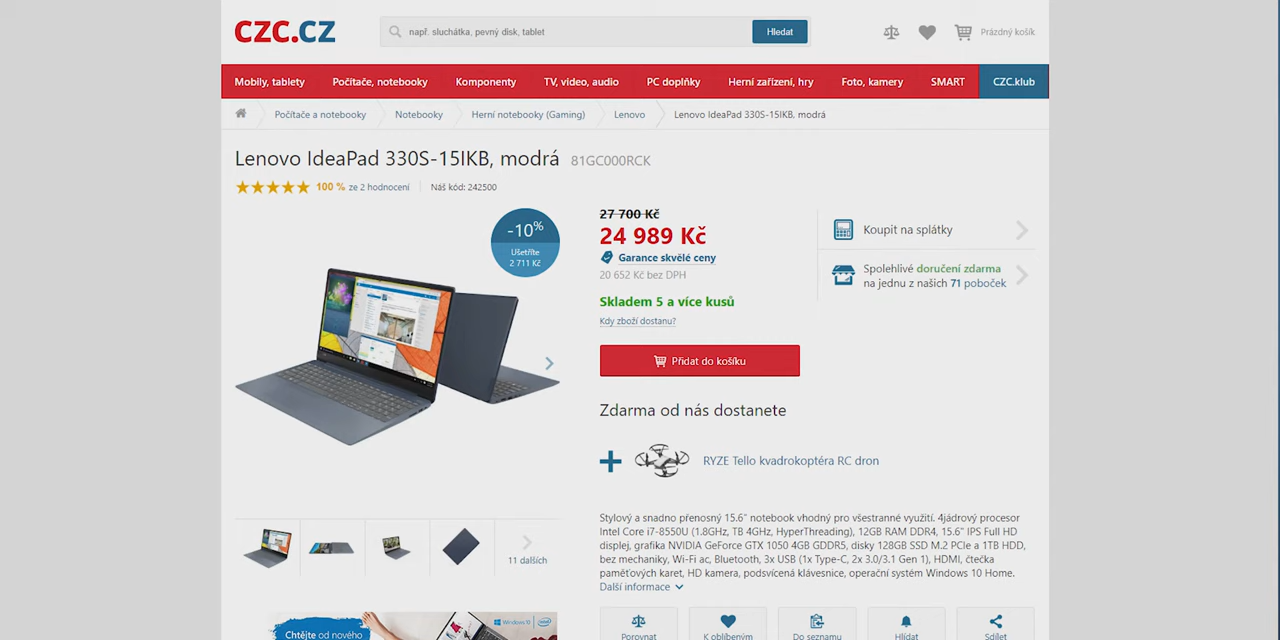 CZC.CZ
např. sluchátka, pevný disk, tablet
Hledat
Prázdný košík
Mobily, tablety
Počítače, notebooky
Komponenty
TV, video, audio
PC doplňky
Herní zařízení, hry
Foto, kamery
SMART
CZC.klub
Počítače a notebooky
Notebooky
Herní notebooky (Gaming)
Lenovo
Lenovo IdeaPad 330S-15IKB, modrá
Lenovo IdeaPad 330S-15IKB, modrá 81GC000RCK
100 % ze 2 hodnocení
Náš kód: 242500
-10%
Ušetříte
2 711 Kč
27 700 Kč
24 989 Kč
Garance skvělé ceny
20 652 Kč bez DPH
Skladem 5 a více kusů
Kdy zboží dostanu?
Přidat do košíku
Koupit na splátky
Spolehlivé doručení zdarma
na jednu z našich 71 poboček
Zdarma od nás dostanete
RYZE Tello kvadrokoptéra RC dron
11 dalších
Stylový a snadno přenosný 15.6" notebook vhodný pro všestranné využití. 4jádrový procesor
Intel Core i7-8550U (1.8GHz, TB 4GHz, HyperThreading), 12GB RAM DDR4, 15.6" IPS Full HD
displej, grafika NVIDIA GeForce GTX 1050 4GB GDDR5, disky 128GB SSD M.2 PCIe a 1TB HDD,
bez mechaniky, Wi-Fi ac, Bluetooth, 3x USB (1x Type-C, 2x 3.0/3.1 Gen 1), HDMI, čtečka
paměťových karet, HD kamera, podsvícená klávesnice, operační systém Windows 10 Home.
Další informace
Chtějte od nového
Windows 10
intel
Porovnat
K oblíbeným
Do seznamu
Hlídat
Sdílet